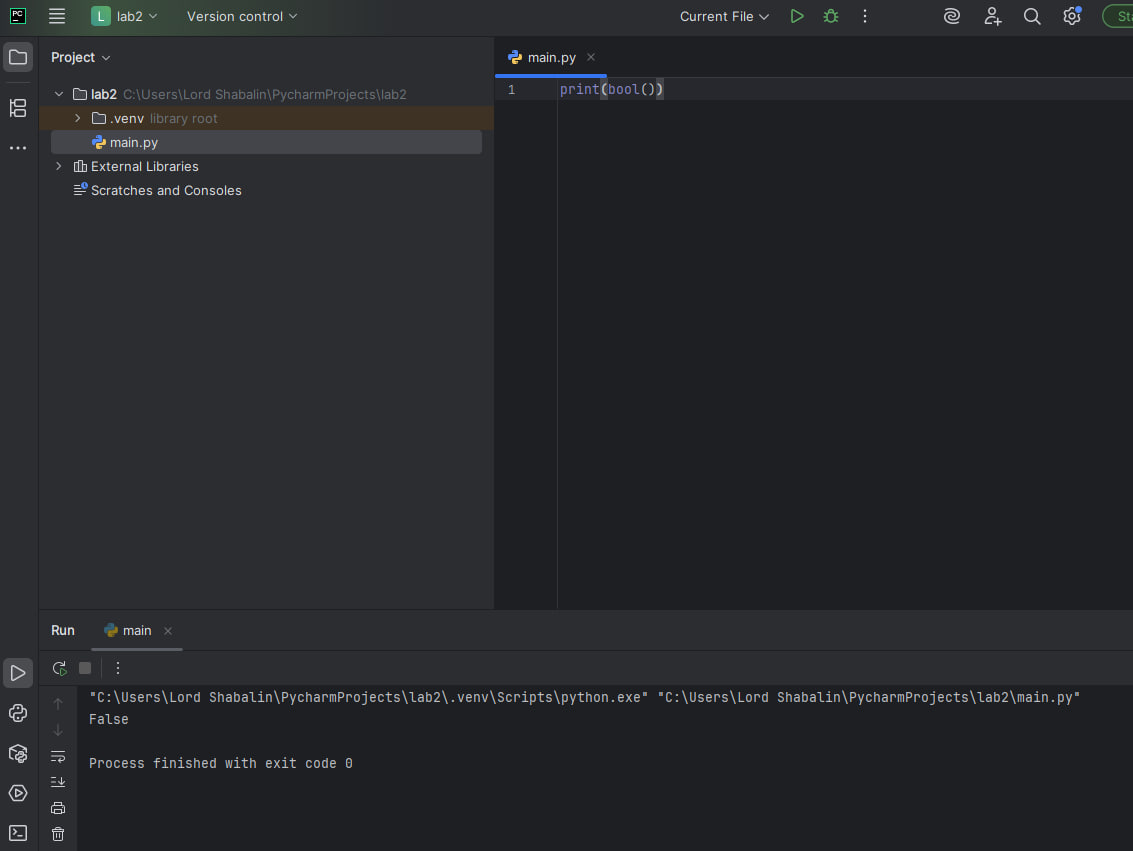 PC
L lab2 Version control Current File St
Project
main.py
lab2 C:\Users\Lord Shabalin\PycharmProjects\lab2
.venv library root
main.py
External Libraries
Scratches and Consoles
1 print(bool())
Run main
"C:\Users\Lord Shabalin\PycharmProjects\lab2\.venv\Scripts\python.exe" "C:\Users\Lord Shabalin\PycharmProjects\lab2\main.py"
False
Process finished with exit code 0